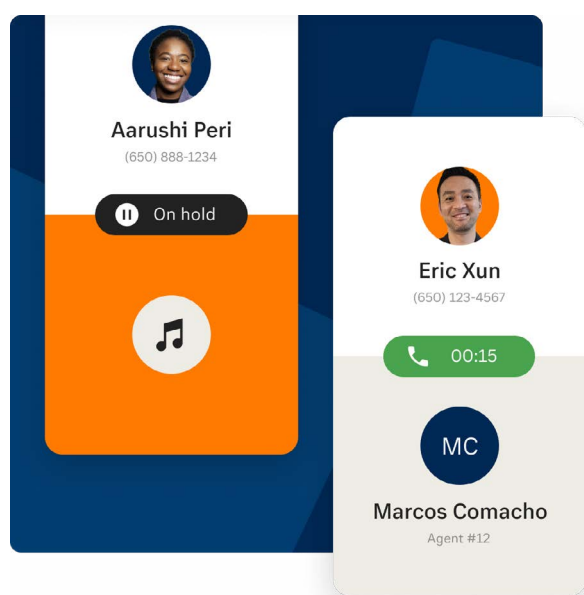 Aarushi Peri
(650) 888-1234
On hold
Eric Xun
(650) 123-4567
00:15
MC
Marcos Comacho
Agent #12